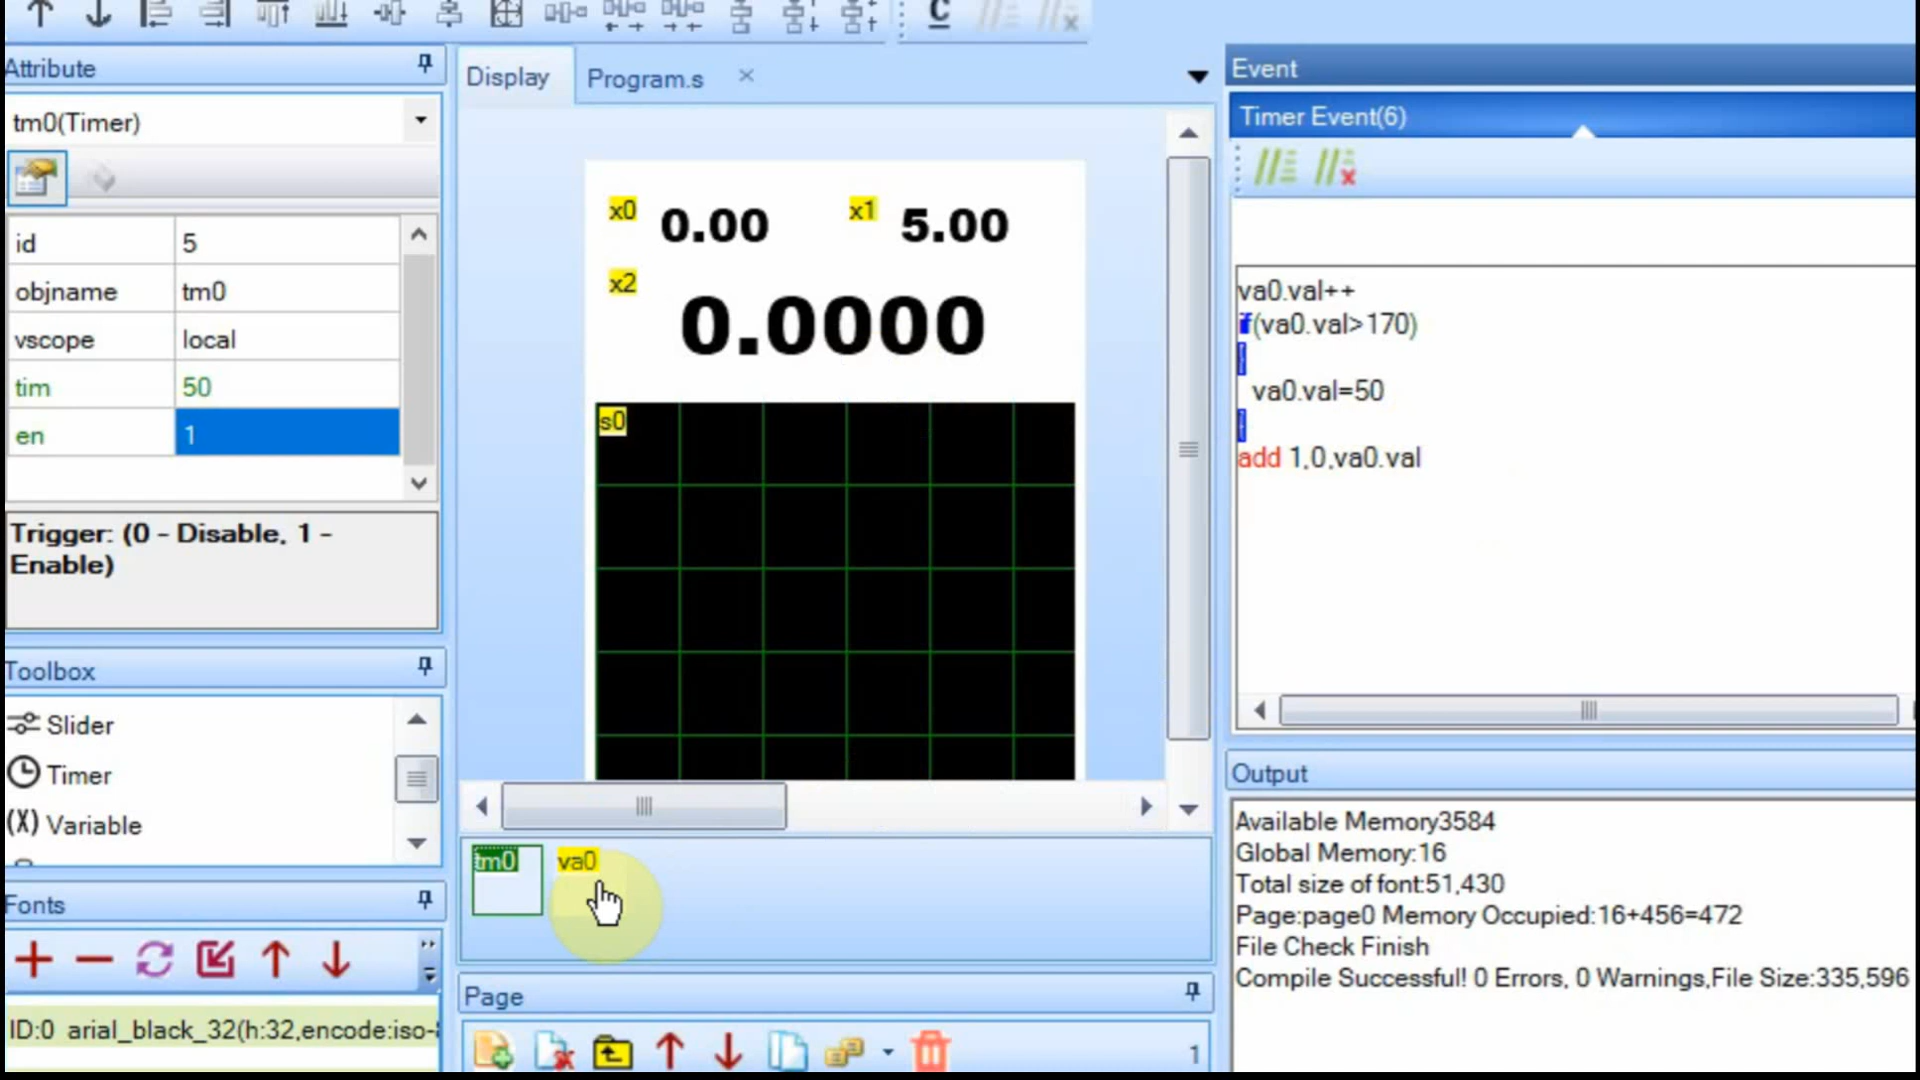 C
Attribute
tm0(Timer)
id 5
objname tm0
vscope local
tim 50
en 1
Trigger: (0 - Disable, 1 -
Enable)
Toolbox
Slider
Timer
(X) Variable
Fonts
ID:0 arial_black_32(h:32,encode:iso-
Display Program.s
x0 0.00 x1 5.00
x2 0.0000
s0
tm0 va0
Page
1
Event
Timer Event(6)
va0.val++
if(va0.val>170)
{
va0.val=50
}
add 1,0,va0.val
Output
Available Memory3584
Global Memory:16
Total size of font:51,430
Page:page0 Memory Occupied:16+456=472
File Check Finish
Compile Successful! 0 Errors, 0 Warnings,File Size:335,596